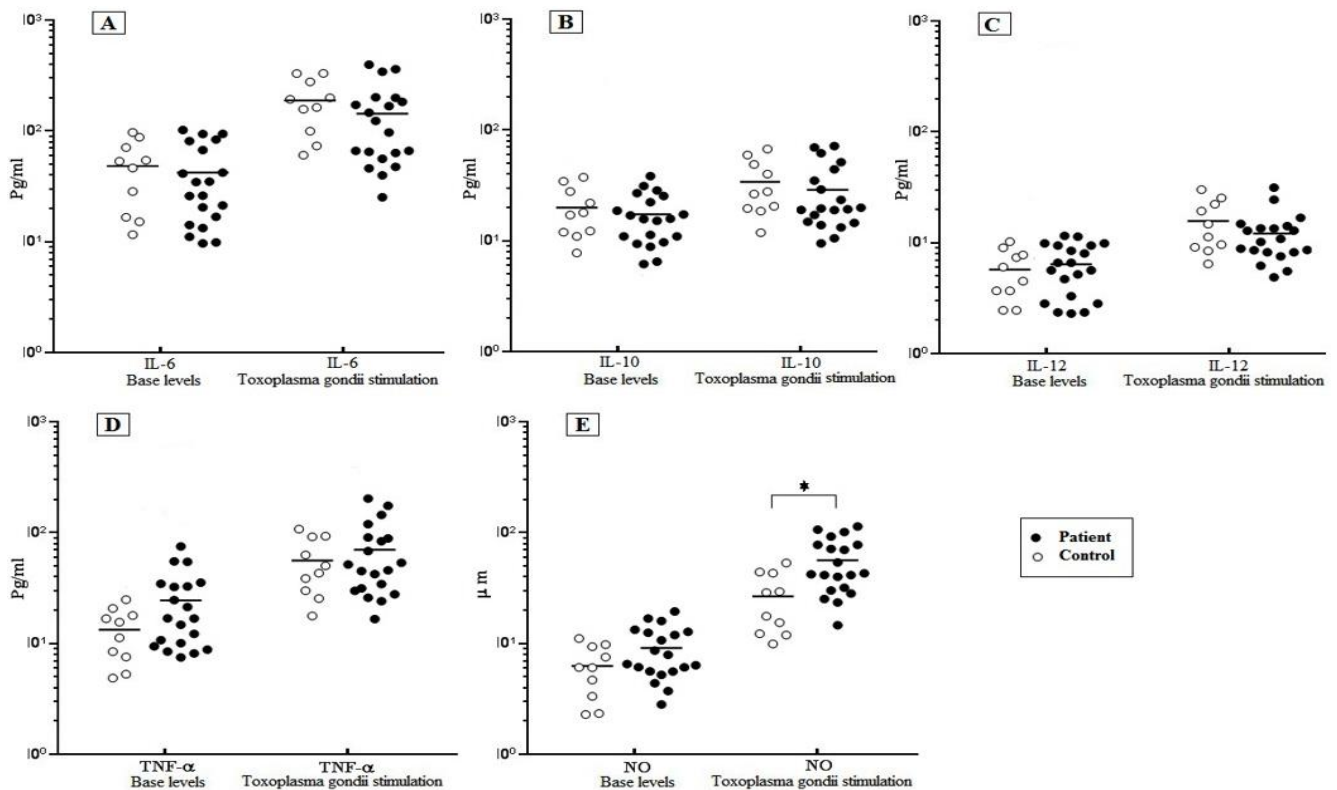 A
10³
10²
10¹
10⁰
Pg/ml
IL-6
Base levels
IL-6
Toxoplasma gondii stimulation
B
10³
10²
10¹
10⁰
Pg/ml
IL-10
Base levels
IL-10
Toxoplasma gondii stimulation
C
10³
10²
10¹
10⁰
Pg/ml
IL-12
Base levels
IL-12
Toxoplasma gondii stimulation
D
10³
10²
10¹
10⁰
Pg/ml
TNF-α
Base levels
TNF-α
Toxoplasma gondii stimulation
E
10³
10²
10¹
10⁰
μ m
NO
Base levels
NO
Toxoplasma gondii stimulation
Patient
Control